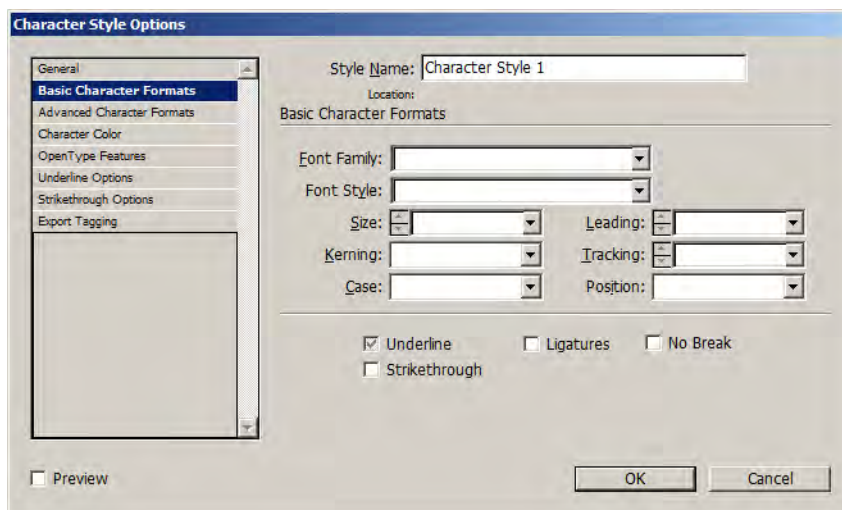 Character Style Options
General
Basic Character Formats
Advanced Character Formats
Character Color
OpenType Features
Underline Options
Strikethrough Options
Export Tagging
Style Name: Character Style 1
Location:
Basic Character Formats
Font Family:
Font Style:
Size: Leading:
Kerning: Tracking:
Case: Position:
Underline Ligatures No Break
Strikethrough
Preview OK Cancel